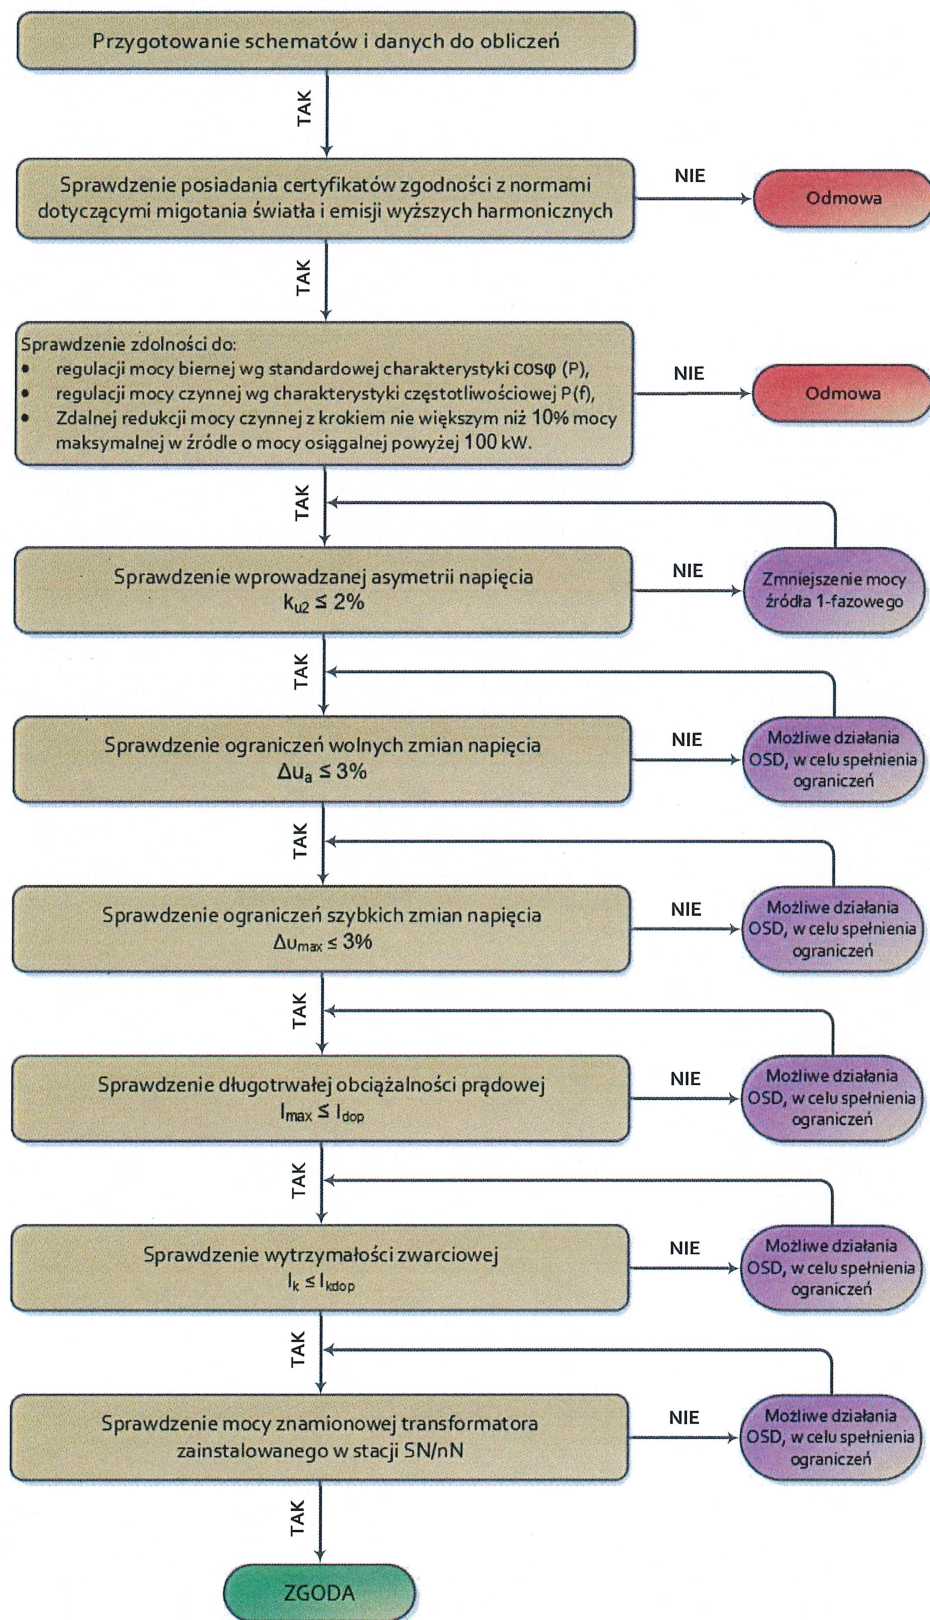 Przygotowanie schematów i danych do obliczeń
TAK
Sprawdzenie posiadania certyfikatów zgodności z normami
dotyczącymi migotania światła i emisji wyższych harmonicznych
NIE
Odmowa
TAK
Sprawdzenie zdolności do:
• regulacji mocy biernej wg standardowej charakterystyki cosφ (P),
• regulacji mocy czynnej wg charakterystyki częstotliwościowej P(f),
• Zdalnej redukcji mocy czynnej z krokiem nie większym niż 10% mocy
maksymalnej w źródle o mocy osiągalnej powyżej 100 kW.
NIE
Odmowa
TAK
Sprawdzenie wprowadzanej asymetrii napięcia
k_u2 ≤ 2%
NIE
Zmniejszenie mocy
źródła 1-fazowego
TAK
Sprawdzenie ograniczeń wolnych zmian napięcia
Δu_a ≤ 3%
NIE
Możliwe działania
OSD, w celu spełnienia
ograniczeń
TAK
Sprawdzenie ograniczeń szybkich zmian napięcia
Δu_max ≤ 3%
NIE
Możliwe działania
OSD, w celu spełnienia
ograniczeń
TAK
Sprawdzenie długotrwałej obciążalności prądowej
I_max ≤ I_dop
NIE
Możliwe działania
OSD, w celu spełnienia
ograniczeń
TAK
Sprawdzenie wytrzymałości zwarciowej
I_k ≤ I_kdop
NIE
Możliwe działania
OSD, w celu spełnienia
ograniczeń
TAK
Sprawdzenie mocy znamionowej transformatora
zainstalowanego w stacji SN/nN
NIE
Możliwe działania
OSD, w celu spełnienia
ograniczeń
TAK
ZGODA